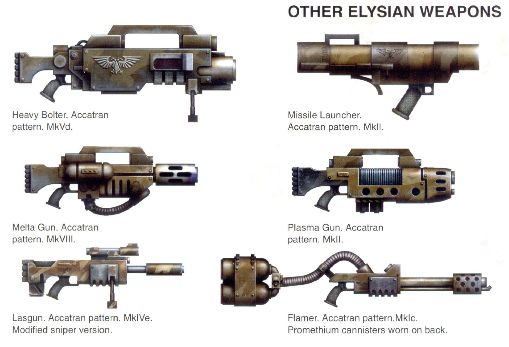 OTHER ELYSIAN WEAPONS
Heavy Bolter. Accatran
pattern. MkVd.
Missile Launcher.
Accatran pattern. MkII.
Melta Gun. Accatran
pattern. MkVIII.
Plasma Gun. Accatran
pattern. MkII.
Lasgun. Accatran pattern. MkIVe.
Modified sniper version.
Flamer. Accatran pattern.MkIc.
Promethium cannisters worn on back.